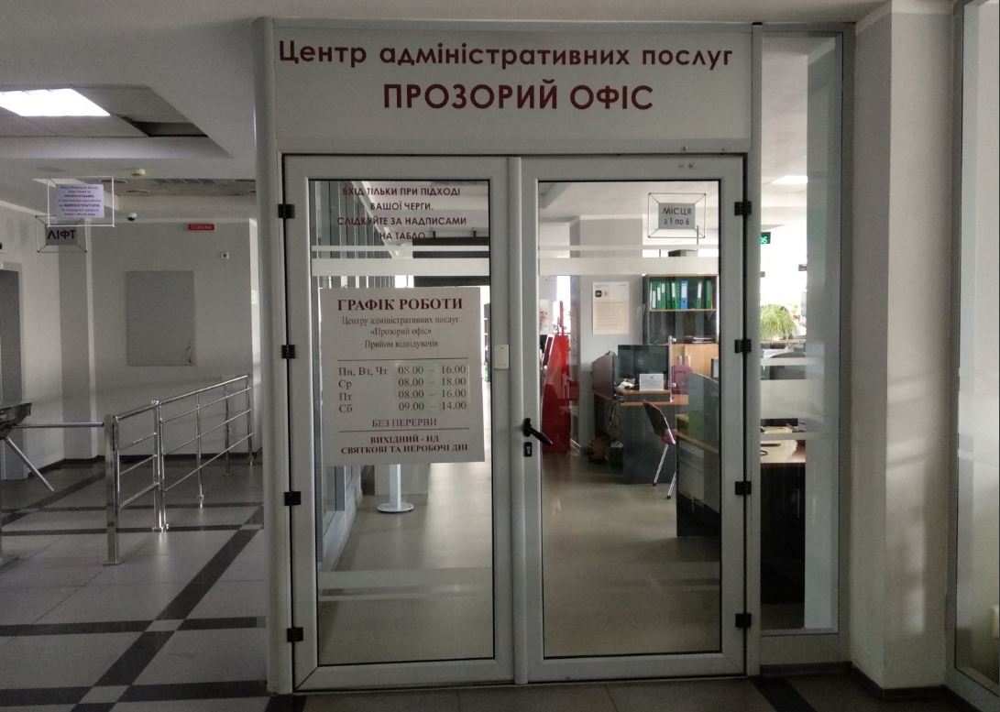 Центр адміністративних послуг
ПРОЗОРИЙ ОФІС
ВХІД ТІЛЬКИ ПРИ ПІДХОДІ
ВАШОЇ ЧЕРГИ.
СЛІДКУЙТЕ ЗА НАДПИСАМИ
НА ТАБЛО
МІСЦЯ
з 1 по 6
ЛІФТ
ГРАФІК РОБОТИ
Центру адміністративних послуг
«Прозорий офіс»
Прийом відвідувачів
Пн, Вт, Чт 08.00 – 16.00
Ср 08.00 – 18.00
Пт 08.00 – 16.00
Сб 09.00 – 14.00
БЕЗ ПЕРЕРВИ
ВИХІДНИЙ - НД
СВЯТКОВІ ТА НЕРОБОЧІ ДНІ